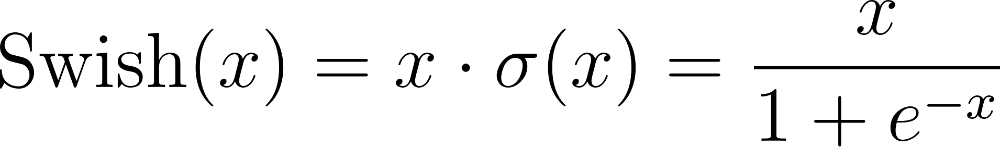 Swish(x) = x · σ(x) = x / (1 + e^{-x})